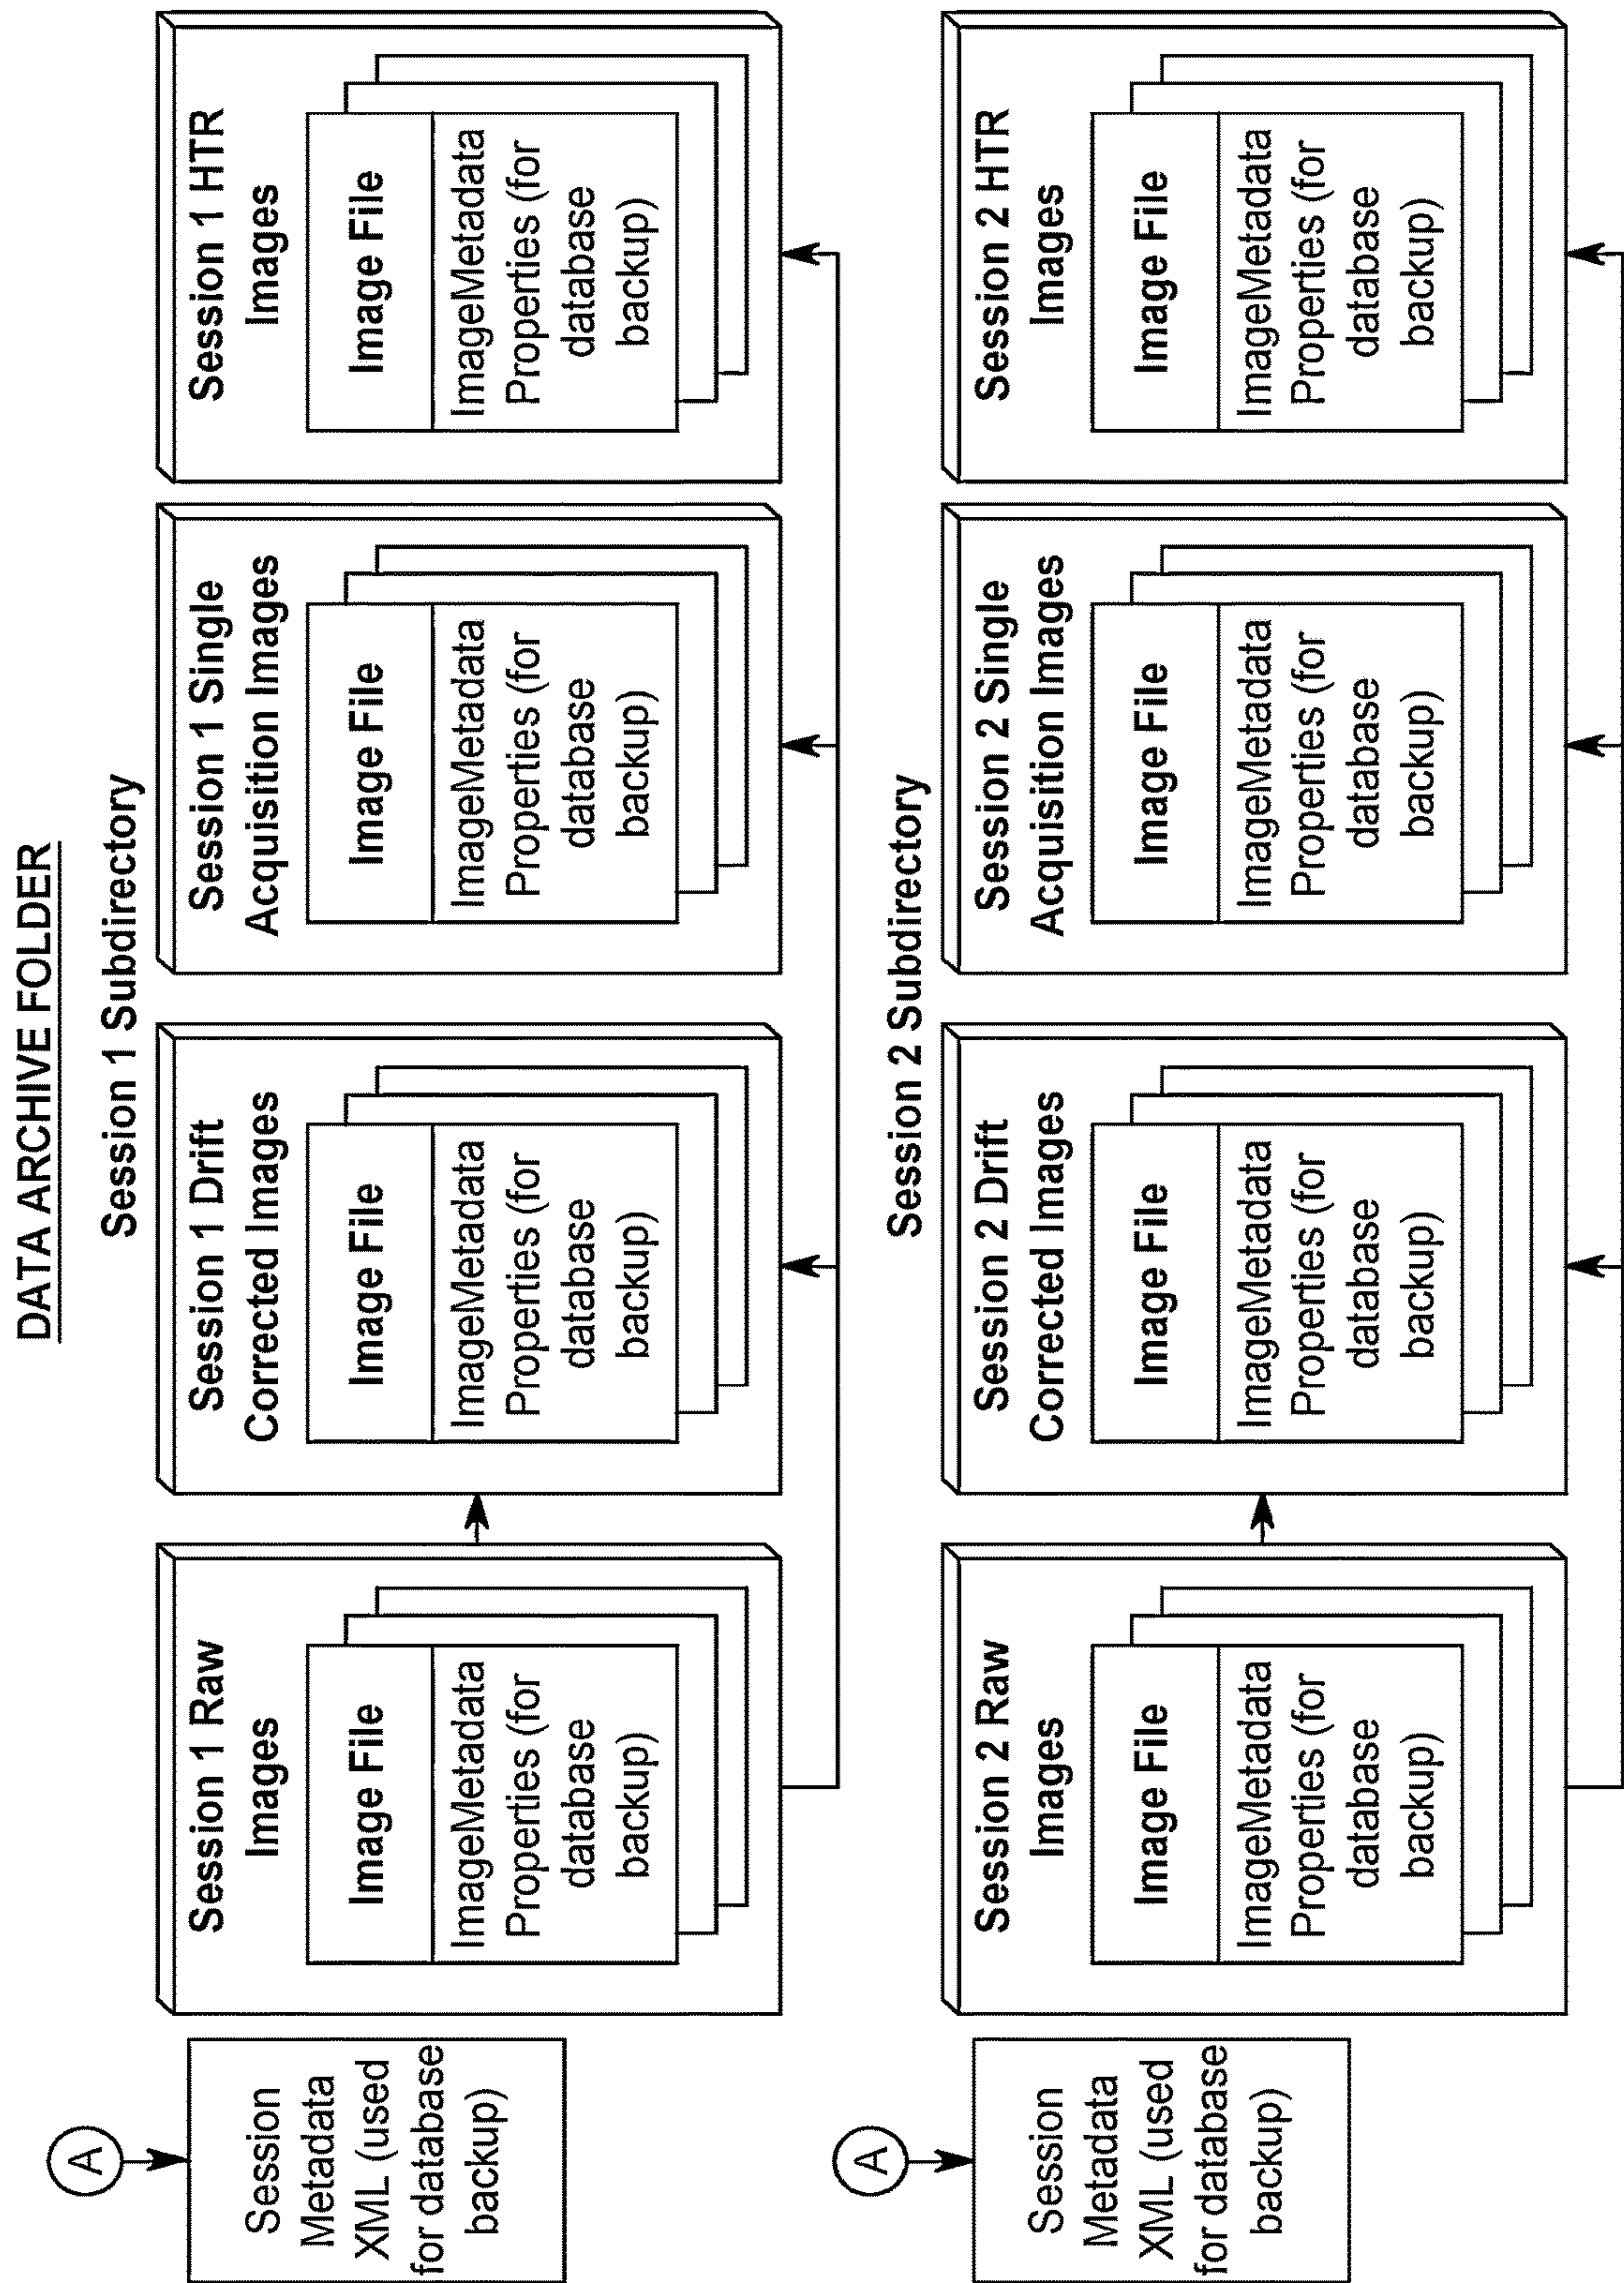 DATA ARCHIVE FOLDER
Session 1 Subdirectory
A
Session
Metadata
XML (used
for database
backup)
Session 1 Raw
Images
Image File
ImageMetadata
Properties (for
database
backup)
Session 1 Drift
Corrected Images
Image File
ImageMetadata
Properties (for
database
backup)
Session 1 Single
Acquisition Images
Image File
ImageMetadata
Properties (for
database
backup)
Session 1 HTR
Images
Image File
ImageMetadata
Properties (for
database
backup)
Session 2 Subdirectory
A
Session
Metadata
XML (used
for database
backup)
Session 2 Raw
Images
Image File
ImageMetadata
Properties (for
database
backup)
Session 2 Drift
Corrected Images
Image File
ImageMetadata
Properties (for
database
backup)
Session 2 Single
Acquisition Images
Image File
ImageMetadata
Properties (for
database
backup)
Session 2 HTR
Images
Image File
ImageMetadata
Properties (for
database
backup)